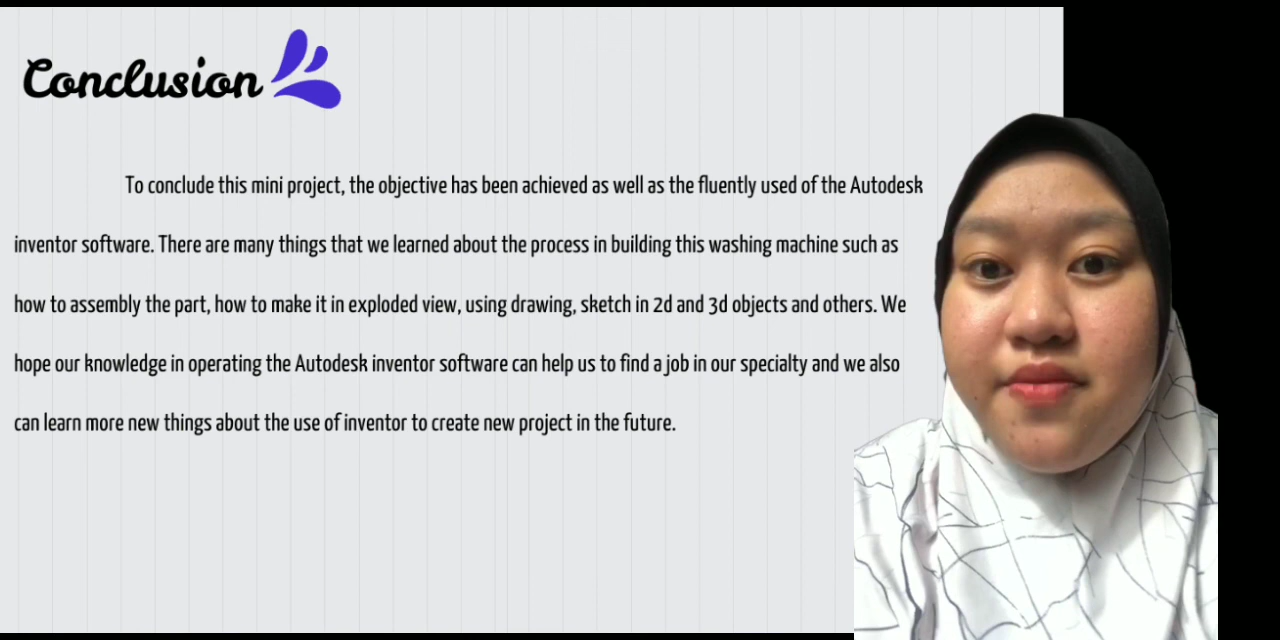 Conclusion
To conclude this mini project, the objective has been achieved as well as the fluently used of the Autodesk
inventor software. There are many things that we learned about the process in building this washing machine such as
how to assembly the part, how to make it in exploded view, using drawing, sketch in 2d and 3d objects and others. We
hope our knowledge in operating the Autodesk inventor software can help us to find a job in our specialty and we also
can learn more new things about the use of inventor to create new project in the future.